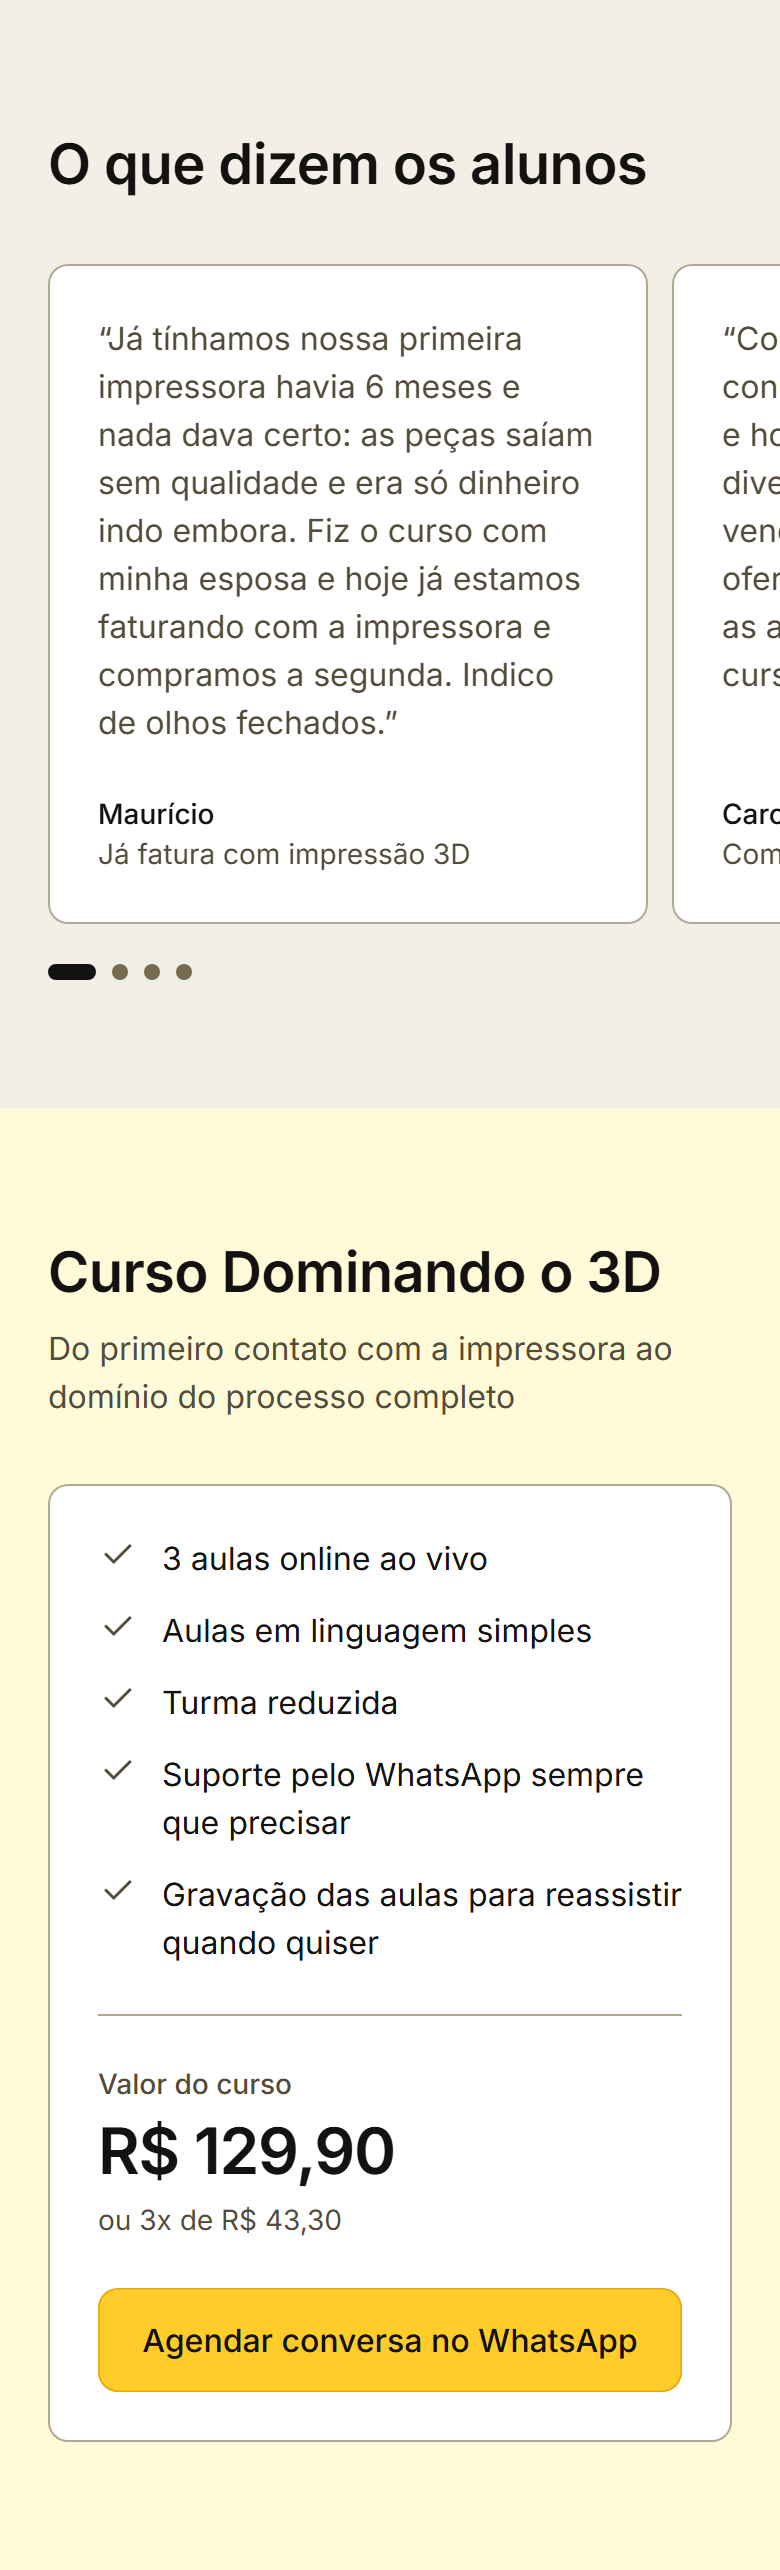 O que dizem os alunos
“Já tínhamos nossa primeira
impressora havia 6 meses e
nada dava certo: as peças saíam
sem qualidade e era só dinheiro
indo embora. Fiz o curso com
minha esposa e hoje já estamos
faturando com a impressora e
compramos a segunda. Indico
de olhos fechados.”
Maurício
Já fatura com impressão 3D
Curso Dominando o 3D
Do primeiro contato com a impressora ao
domínio do processo completo
3 aulas online ao vivo
Aulas em linguagem simples
Turma reduzida
Suporte pelo WhatsApp sempre
que precisar
Gravação das aulas para reassistir
quando quiser
Valor do curso
R$ 129,90
ou 3x de R$ 43,30
Agendar conversa no WhatsApp